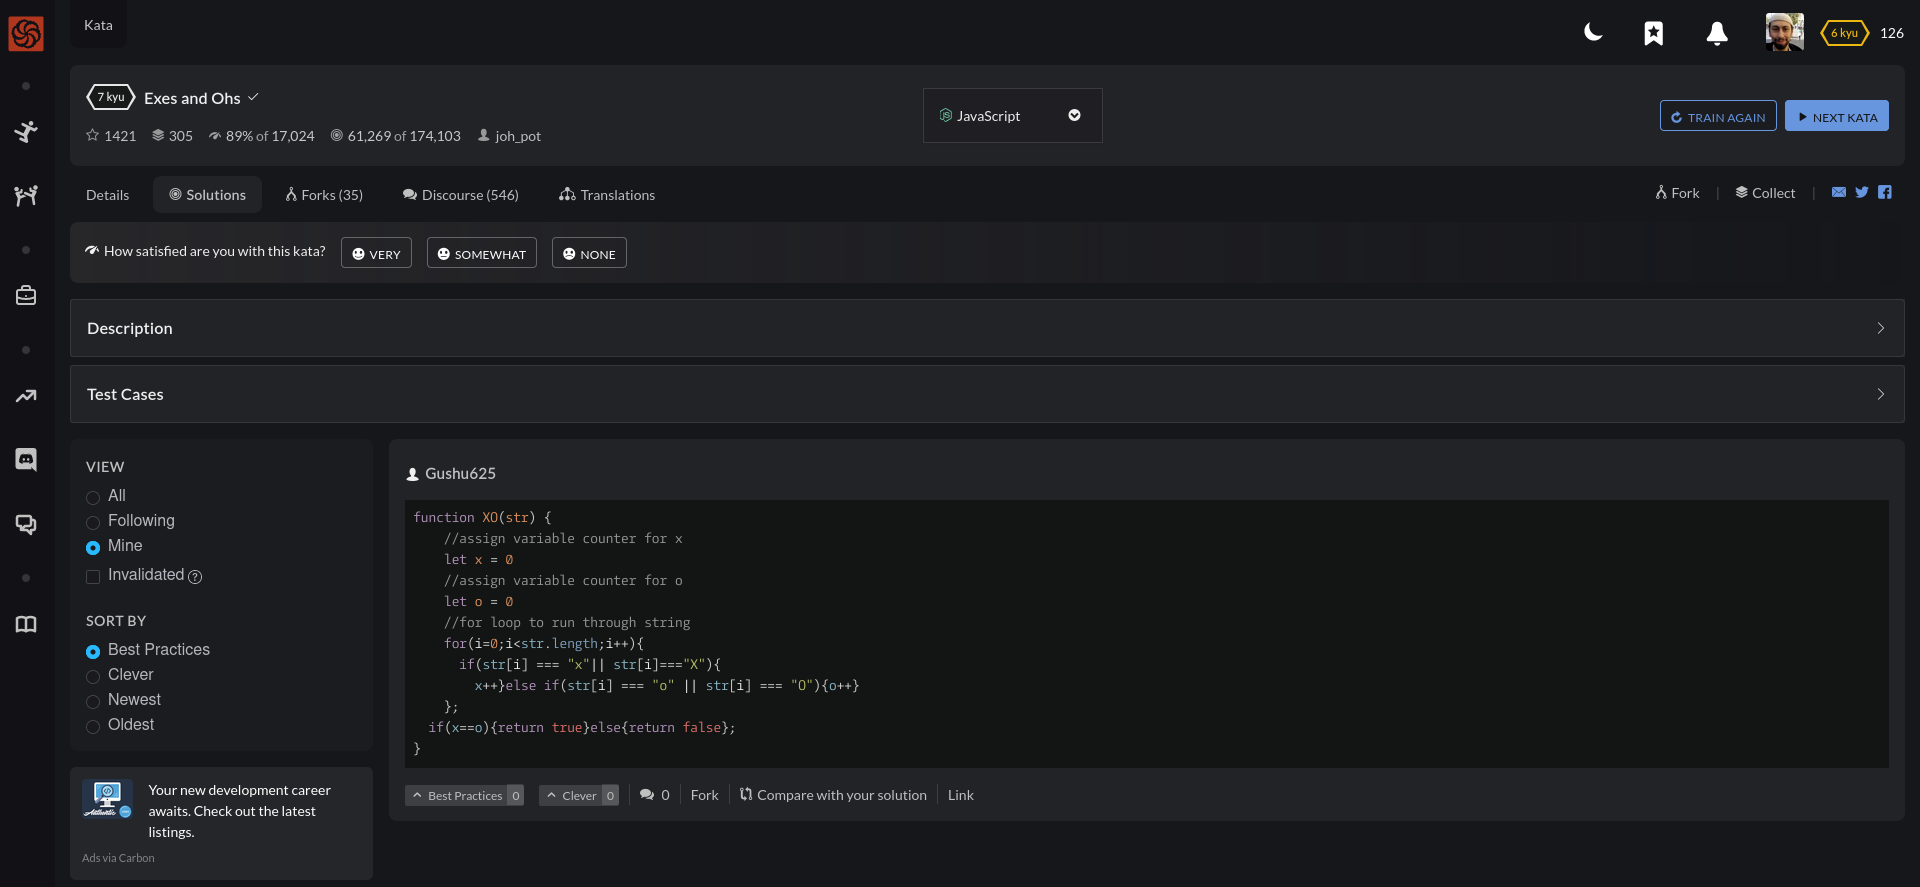 Kata
6 kyu 126
7 kyu Exes and Ohs
1421 305 89% of 17,024 61,269 of 174,103 joh_pot
JavaScript
TRAIN AGAIN NEXT KATA
Details Solutions Forks (35) Discourse (546) Translations
Fork | Collect |
How satisfied are you with this kata? VERY SOMEWHAT NONE
Description
Test Cases
VIEW
All
Following
Mine
Invalidated ?
SORT BY
Best Practices
Clever
Newest
Oldest
Your new development career
awaits. Check out the latest
listings.
Ads via Carbon
Gushu625
function XO(str) {
    //assign variable counter for x
    let x = 0
    //assign variable counter for o
    let o = 0
    //for loop to run through string
    for(i=0;i<str.length;i++){
      if(str[i] === "x"|| str[i]==="X"){
        x++}else if(str[i] === "o" || str[i] === "O"){o++}
    };
  if(x==o){return true}else{return false};
}
Best Practices 0 Clever 0 0 Fork Compare with your solution Link